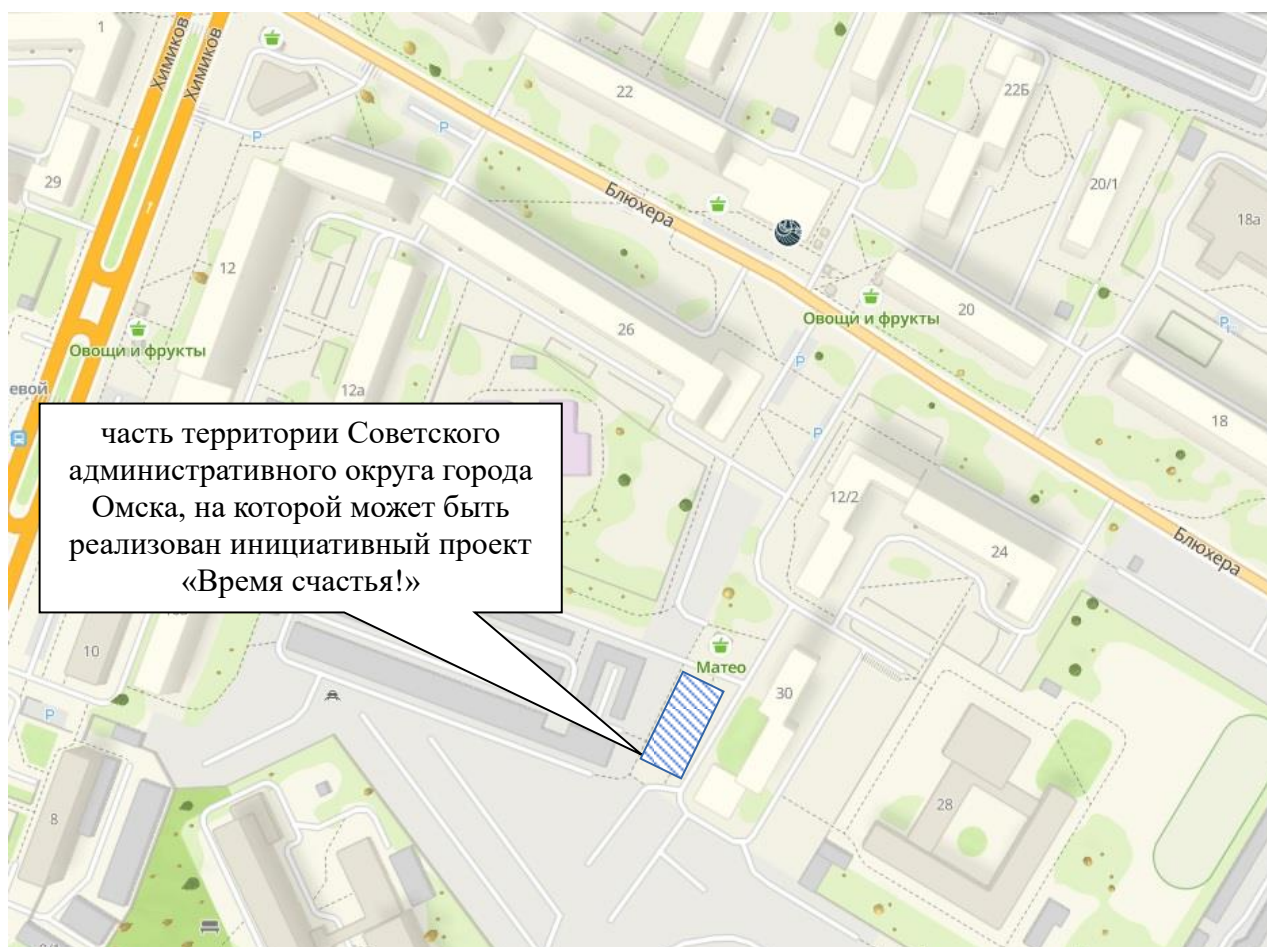 1
Химиков
Химиков
22
22Б
29
20/1
18а
Блюхера
12
20
Овощи и фрукты
26
Овощи и фрукты
12а
евой
18
часть территории Советского
административного округа города
Омска, на которой может быть
реализован инициативный проект
«Время счастья!»
12/2
24
Блюхера
10
Матео
30
28
8
P
P
P
P
P
P